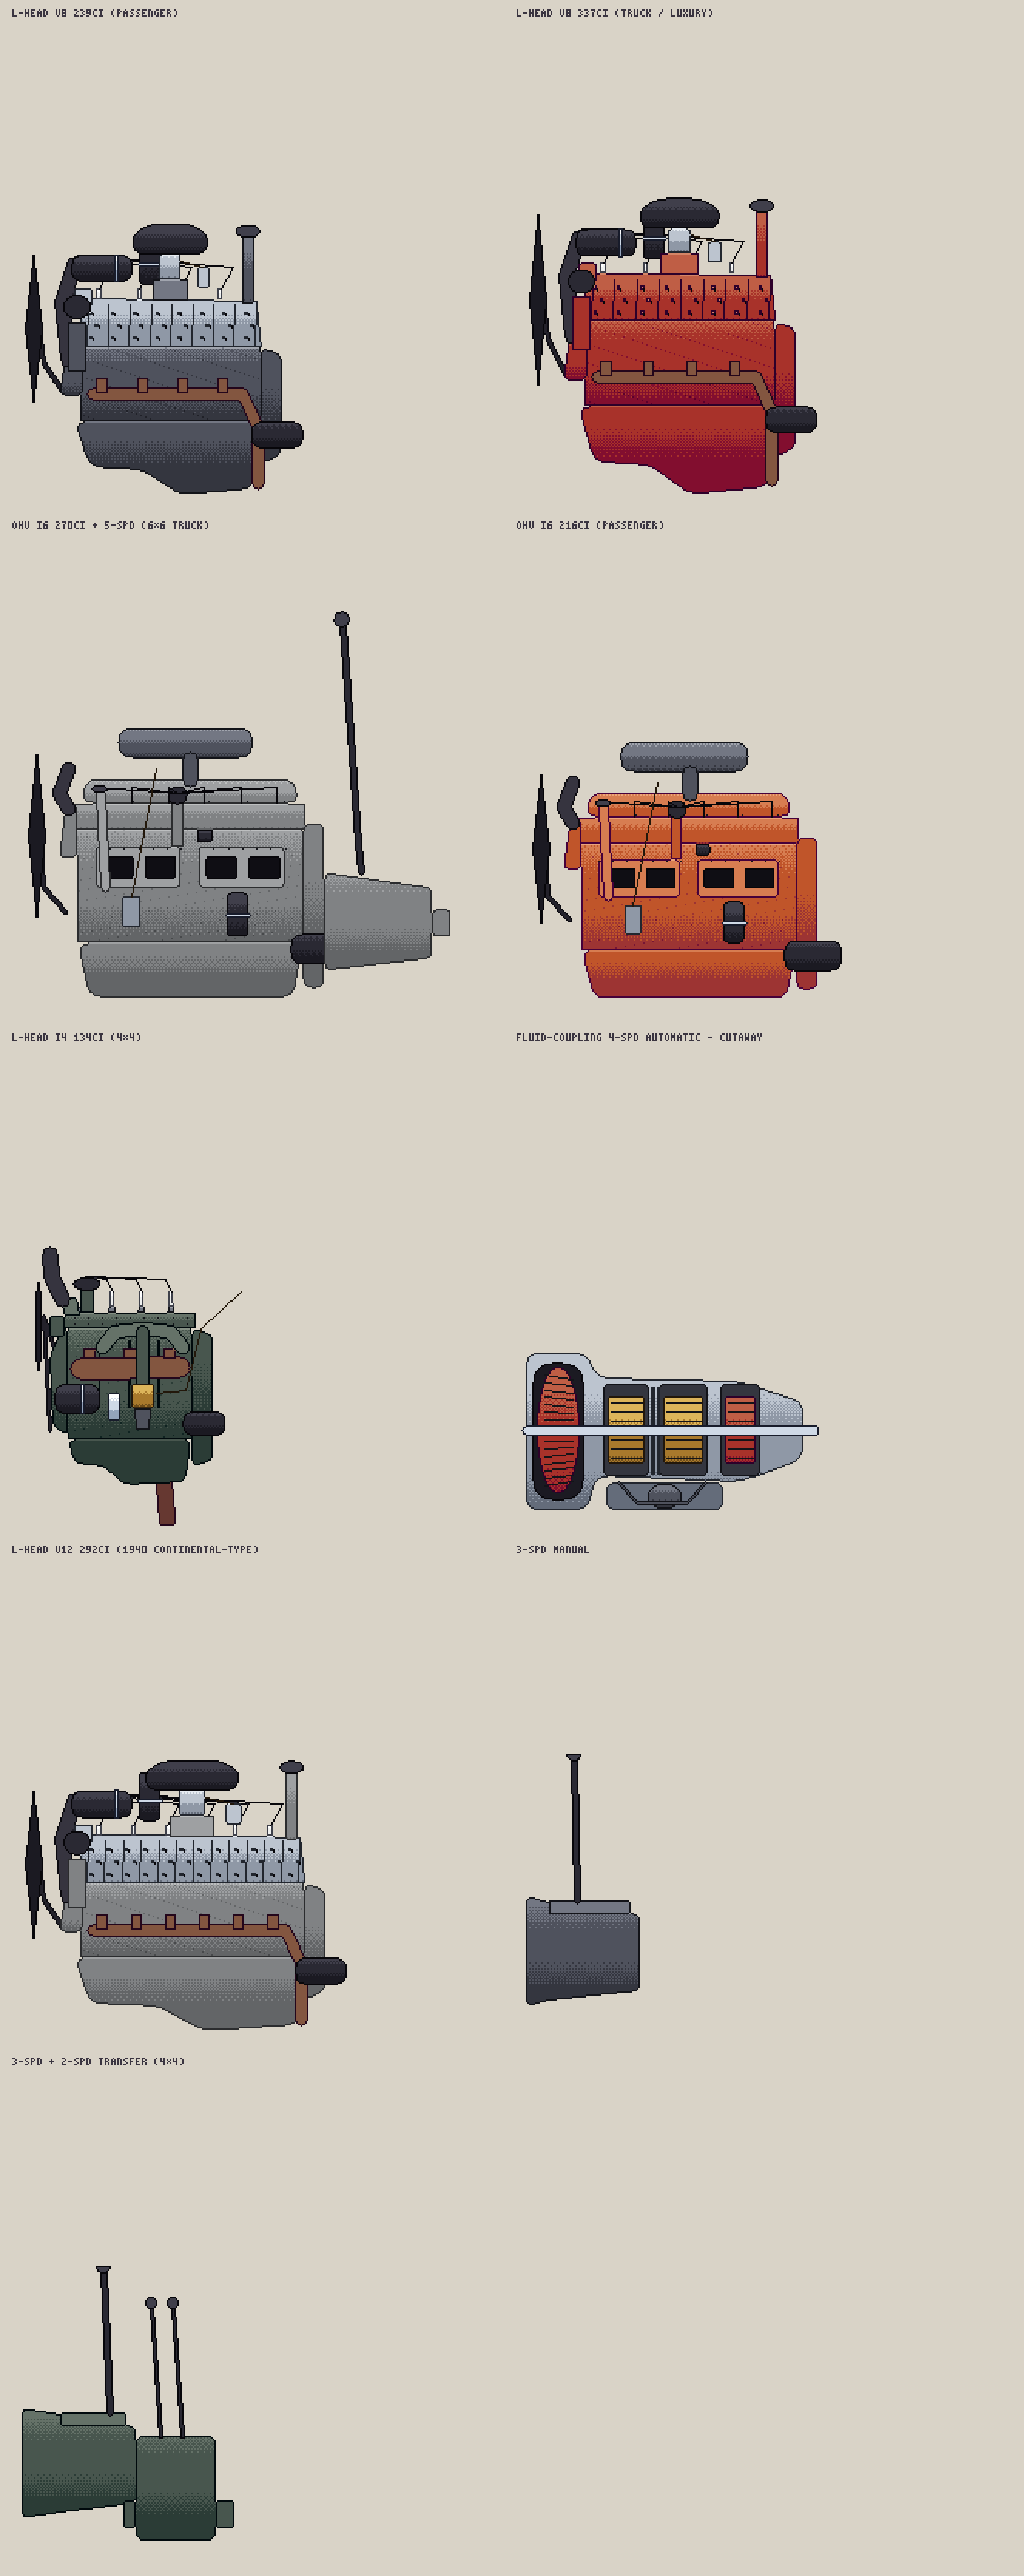 L-HEAD V8 239CI (PASSENGER)
L-HEAD V8 337CI (TRUCK / LUXURY)
OHV I6 270CI + 5-SPD (6×6 TRUCK)
OHV I6 216CI (PASSENGER)
L-HEAD I4 134CI (4×4)
FLUID-COUPLING 4-SPD AUTOMATIC - CUTAWAY
L-HEAD V12 292CI (1940 CONTINENTAL-TYPE)
3-SPD MANUAL
3-SPD + 2-SPD TRANSFER (4×4)